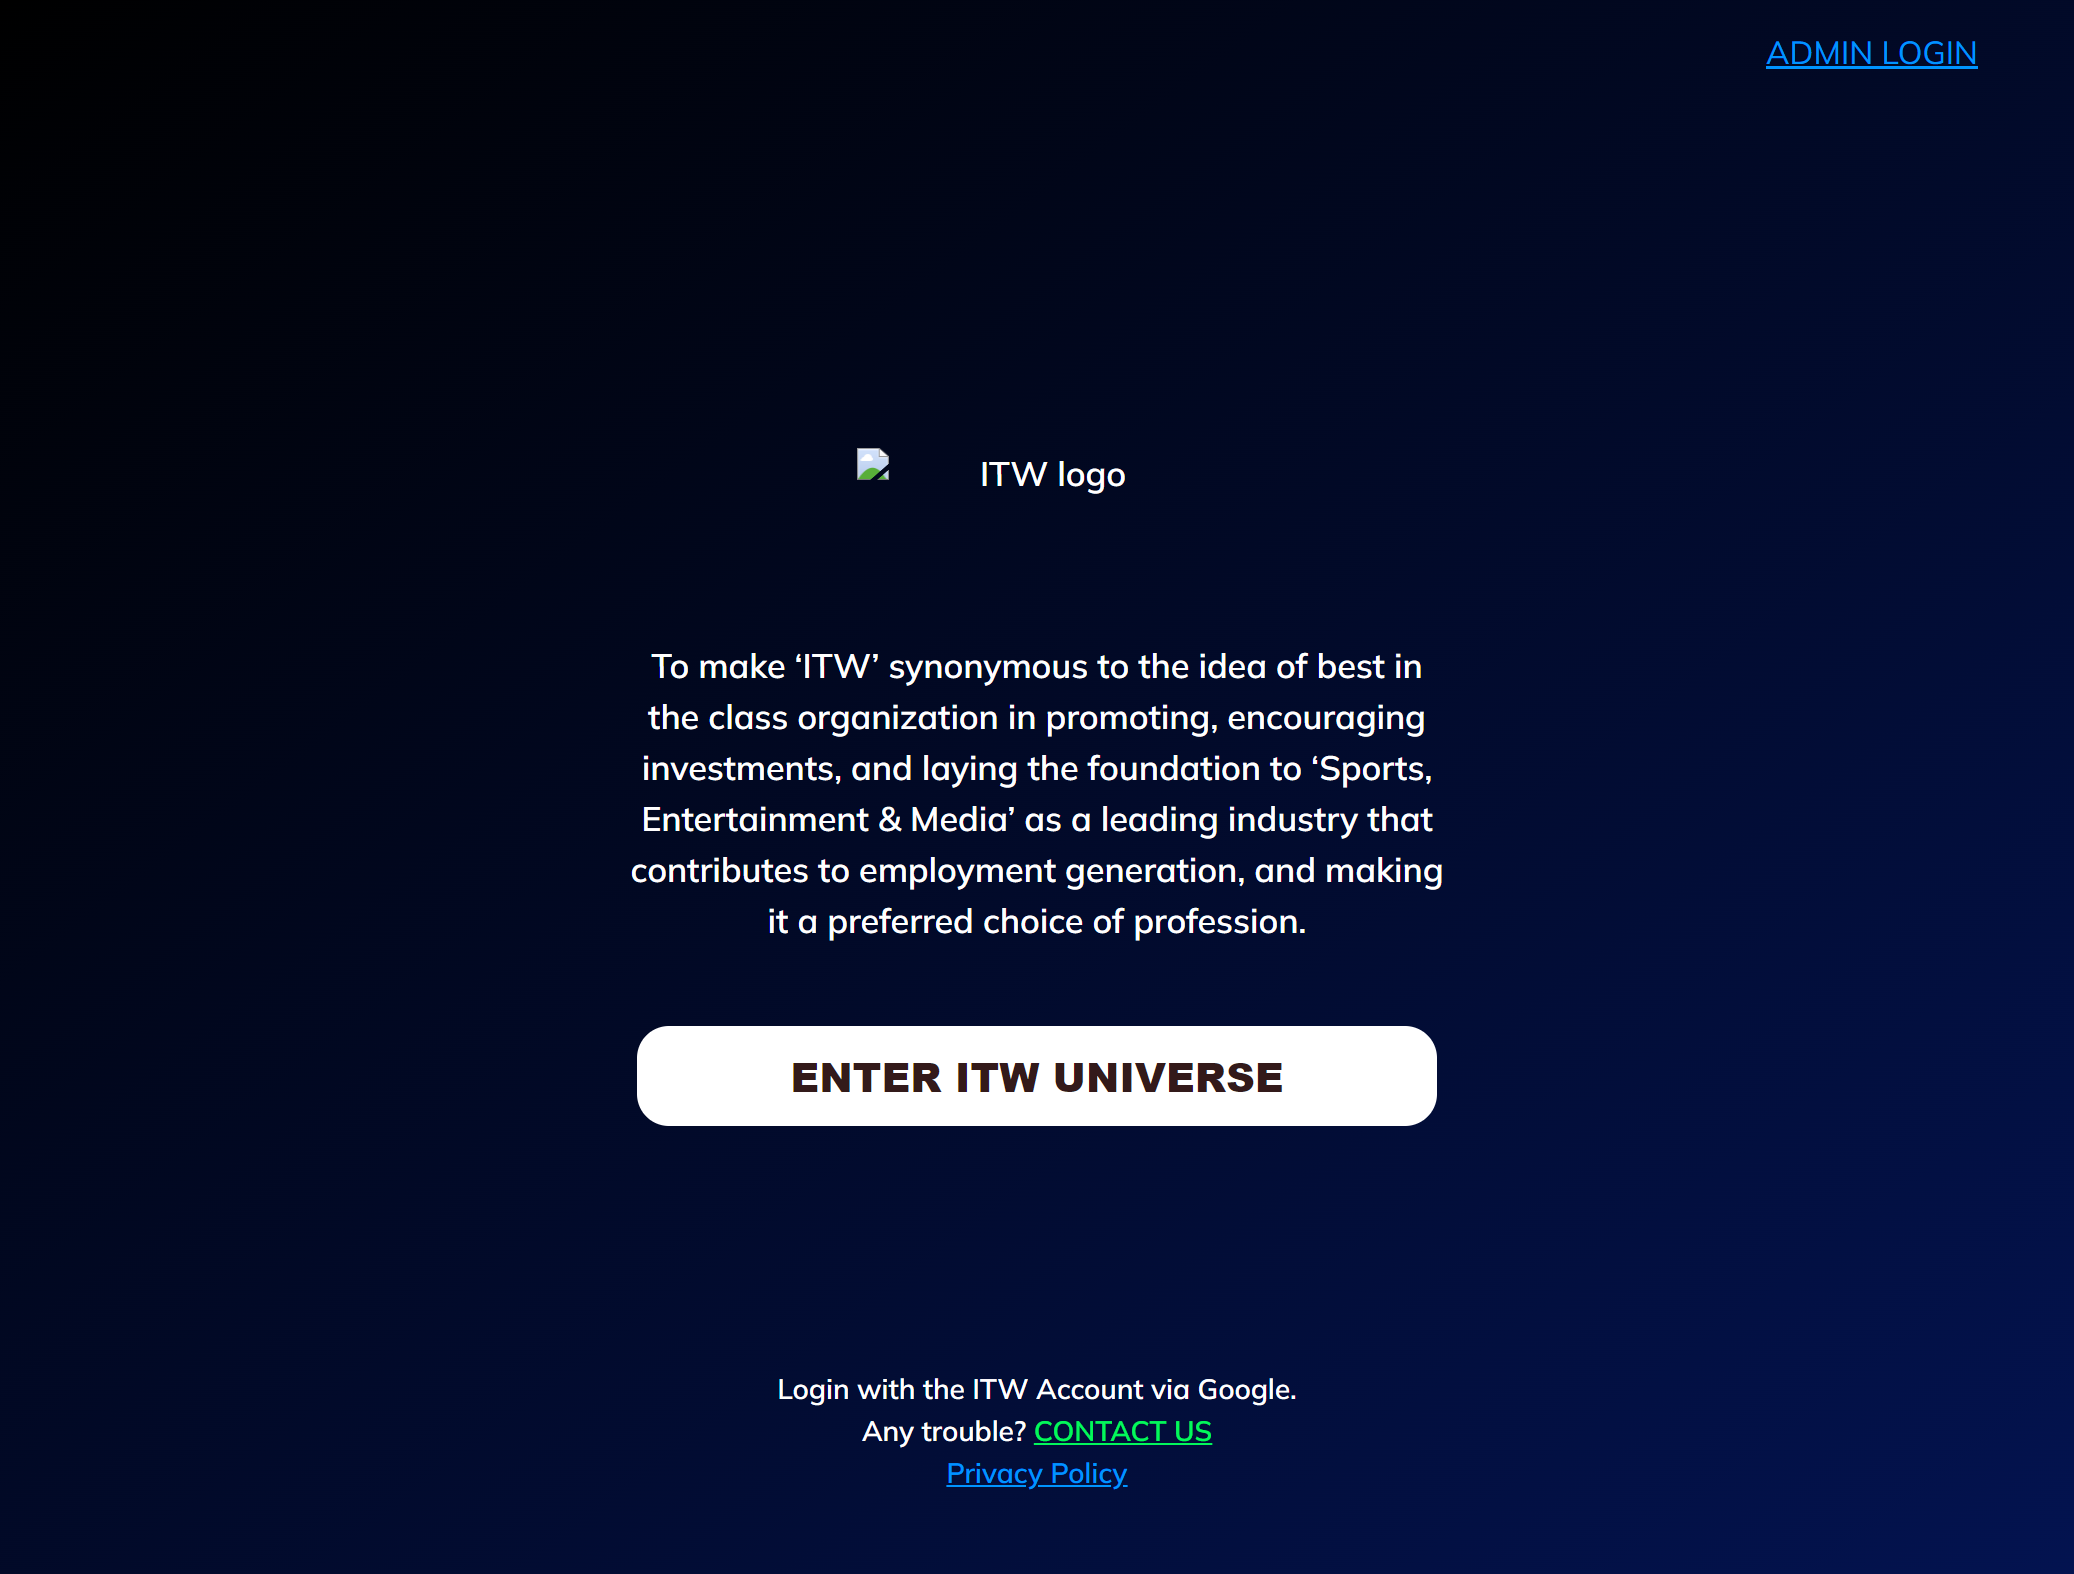 ADMIN LOGIN
ITW logo
To make ‘ITW’ synonymous to the idea of best in
the class organization in promoting, encouraging
investments, and laying the foundation to ‘Sports,
Entertainment & Media’ as a leading industry that
contributes to employment generation, and making
it a preferred choice of profession.
ENTER ITW UNIVERSE
Login with the ITW Account via Google.
Any trouble? CONTACT US
Privacy Policy